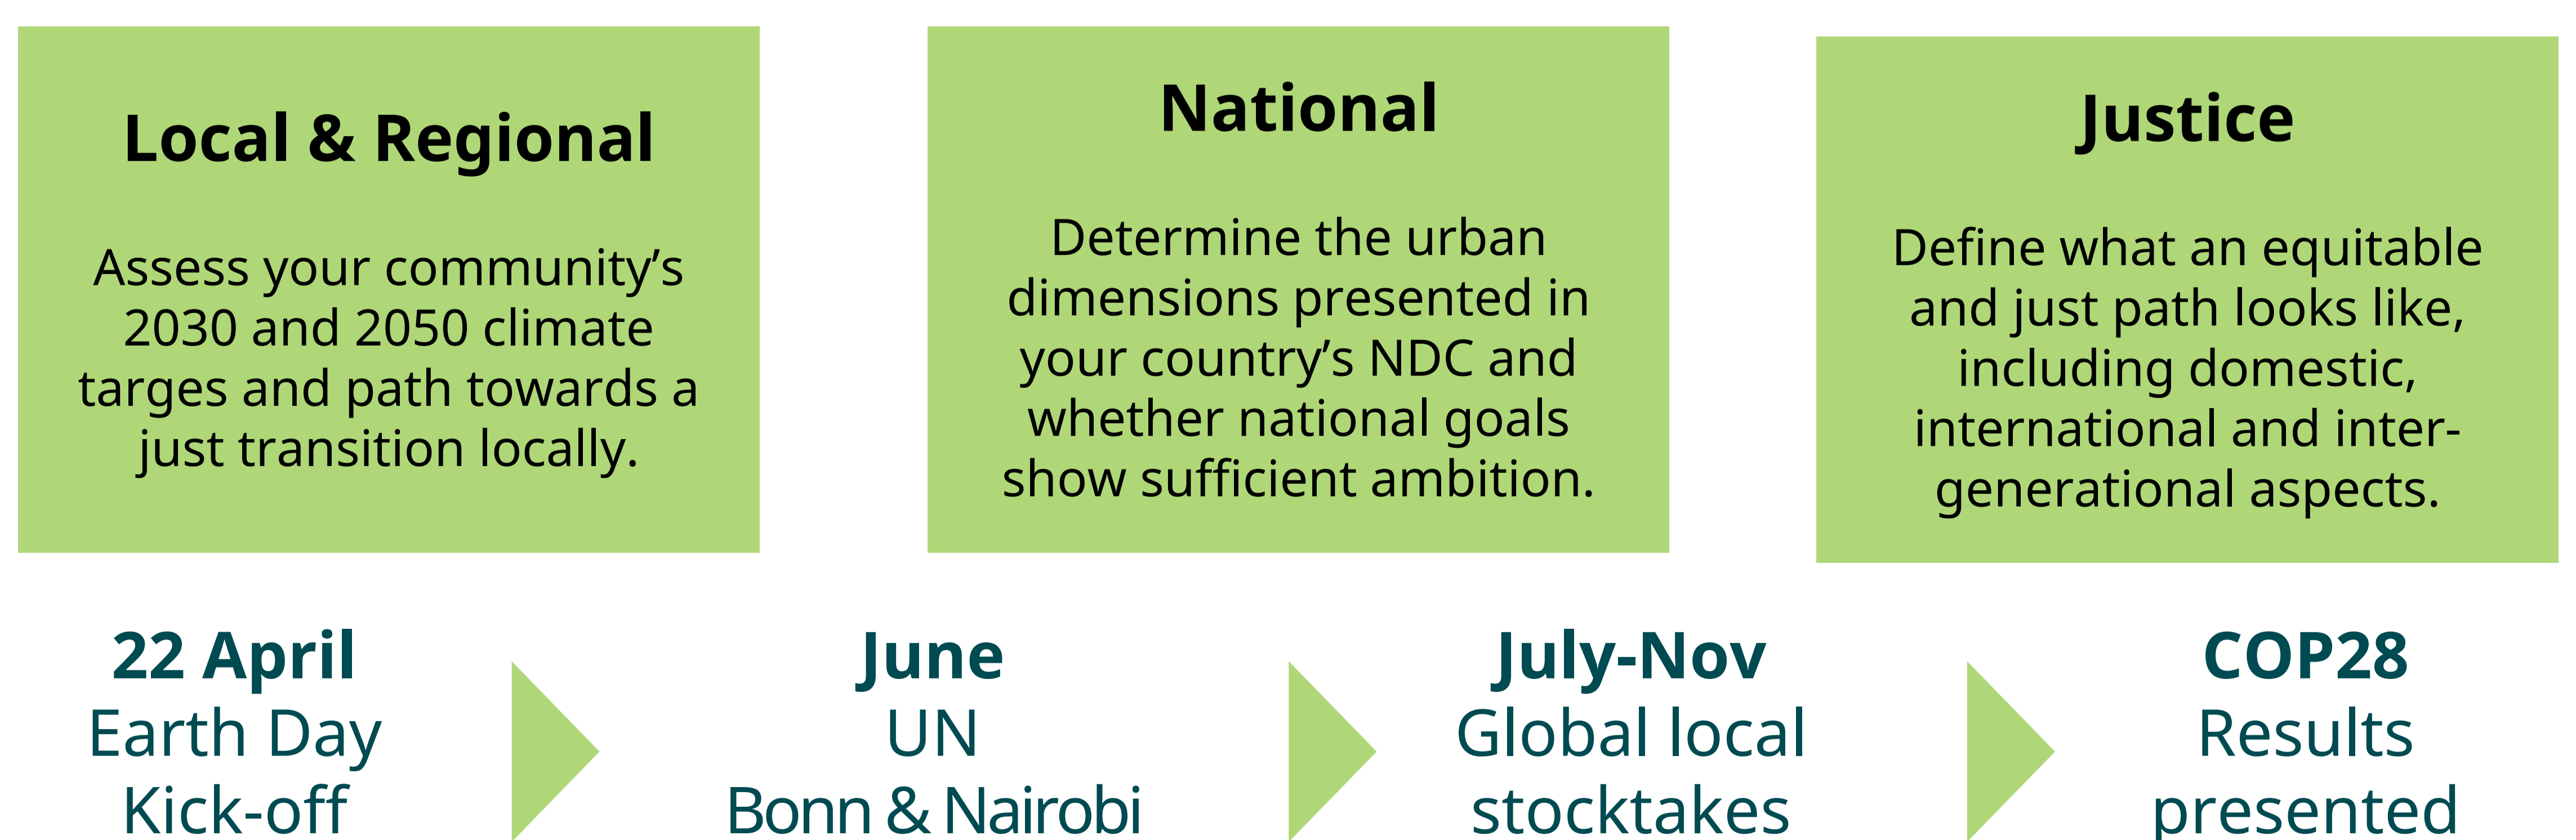 Local & Regional
Assess your community’s
2030 and 2050 climate
targes and path towards a
just transition locally.
National
Determine the urban
dimensions presented in
your country’s NDC and
whether national goals
show sufficient ambition.
Justice
Define what an equitable
and just path looks like,
including domestic,
international and inter-
generational aspects.
22 April
Earth Day
Kick-off
June
UN
Bonn & Nairobi
July-Nov
Global local
stocktakes
COP28
Results
presented